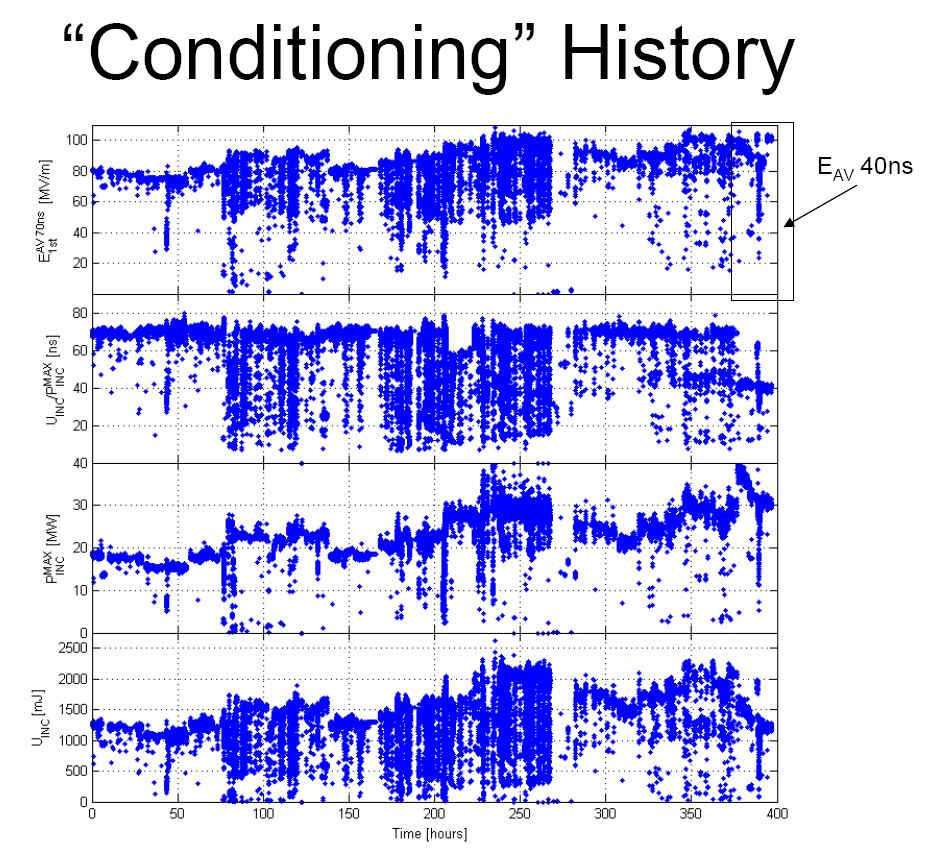 “Conditioning” History
E_AV 40ns
100
80
60
40
20
E_1st^AV 70ns [MV/m]
80
60
40
20
U_INC/P_INC^MAX [ns]
40
30
20
10
0
P_INC^MAX [MW]
2500
2000
1500
1000
500
0
U_INC [mJ]
0 50 100 150 200 250 300 350 400
Time [hours]